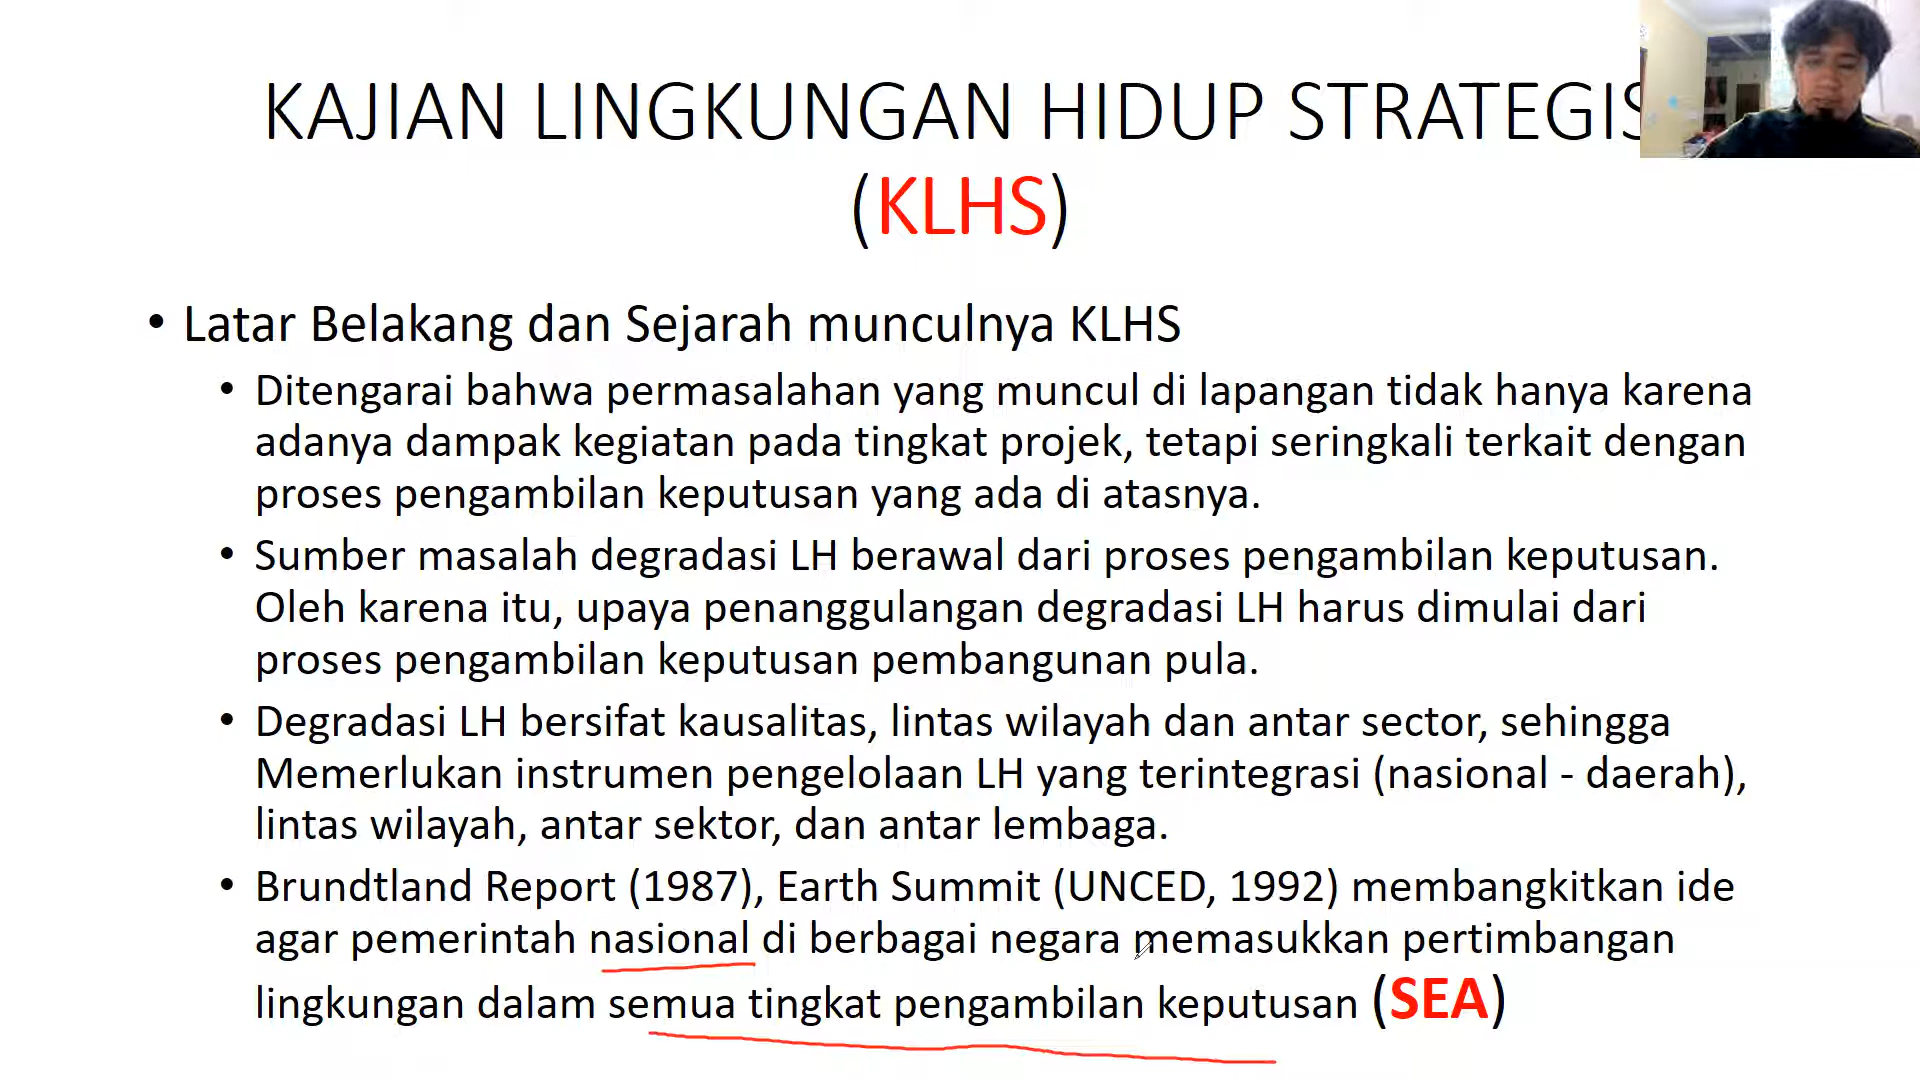 KAJIAN LINGKUNGAN HIDUP STRATEGIS
(KLHS)
• Latar Belakang dan Sejarah munculnya KLHS
• Ditengarai bahwa permasalahan yang muncul di lapangan tidak hanya karena
adanya dampak kegiatan pada tingkat projek, tetapi seringkali terkait dengan
proses pengambilan keputusan yang ada di atasnya.
• Sumber masalah degradasi LH berawal dari proses pengambilan keputusan.
Oleh karena itu, upaya penanggulangan degradasi LH harus dimulai dari
proses pengambilan keputusan pembangunan pula.
• Degradasi LH bersifat kausalitas, lintas wilayah dan antar sector, sehingga
Memerlukan instrumen pengelolaan LH yang terintegrasi (nasional - daerah),
lintas wilayah, antar sektor, dan antar lembaga.
• Brundtland Report (1987), Earth Summit (UNCED, 1992) membangkitkan ide
agar pemerintah nasional di berbagai negara memasukkan pertimbangan
lingkungan dalam semua tingkat pengambilan keputusan (SEA)